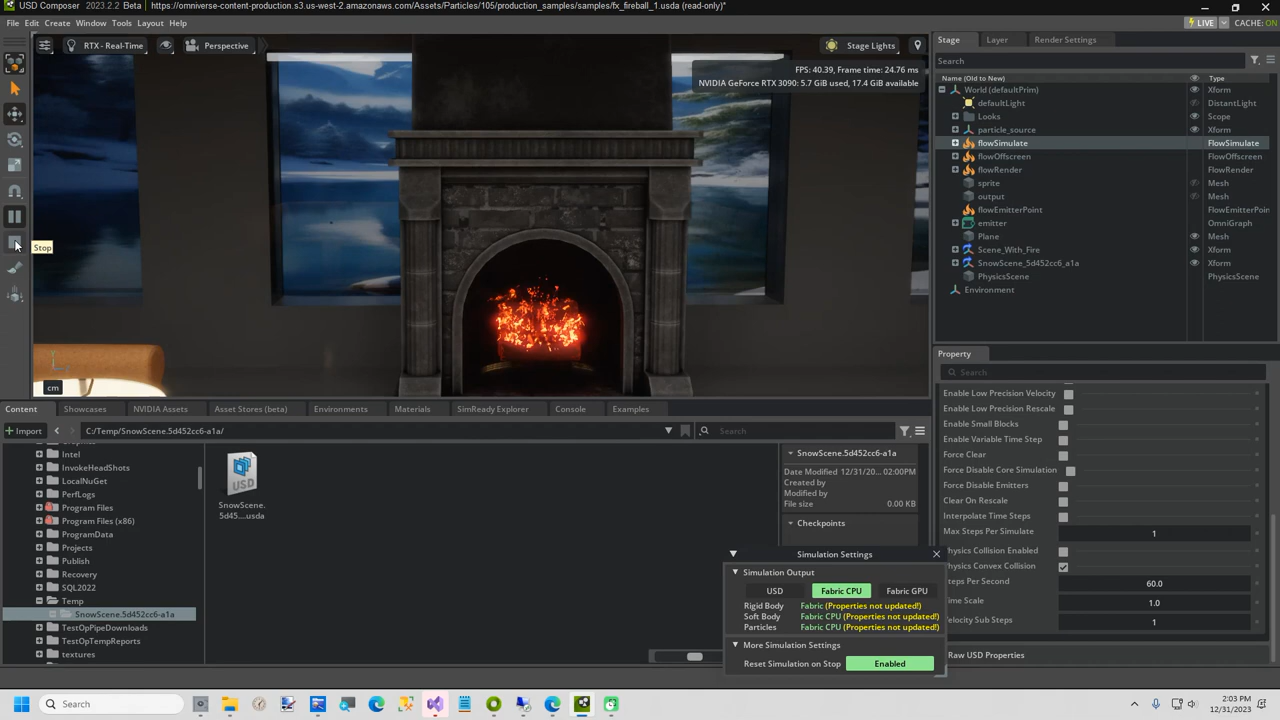 USD Composer 2023.2.2 Beta https://omniverse-content-production.s3.us-west-2.amazonaws.com/Assets/Particles/105/production_samples/samples/fx_fireball_1.usda (read-only)*
File Edit Create Window Tools Layout Help
LIVE CACHE: ON
RTX - Real-Time Perspective Stage Lights
FPS: 40.39, Frame time: 24.76 ms
NVIDIA GeForce RTX 3090: 5.7 GiB used, 17.4 GiB available
Stop
cm
Stage Layer Render Settings
Search
Name (Old to New) Type
World (defaultPrim) Xform
defaultLight DistantLight
Looks Scope
particle_source Xform
flowSimulate FlowSimulate
flowOffscreen FlowOffscreen
flowRender FlowRender
sprite Mesh
output Mesh
flowEmitterPoint FlowEmitterPoin
emitter OmniGraph
Plane Mesh
Scene_With_Fire Xform
SnowScene_5d452cc6_a1a Xform
PhysicsScene PhysicsScene
Environment
Property
Search
Enable Low Precision Velocity
Enable Low Precision Rescale
Enable Small Blocks
Enable Variable Time Step
Force Clear
Force Disable Core Simulation
Force Disable Emitters
Clear On Rescale
Interpolate Time Steps
Max Steps Per Simulate 1
hysics Collision Enabled
hysics Convex Collision
teps Per Second 60.0
ime Scale 1.0
elocity Sub Steps 1
Raw USD Properties
Content Showcases NVIDIA Assets Asset Stores (beta) Environments Materials SimReady Explorer Console Examples
Import C:/Temp/SnowScene.5d452cc6-a1a/ Search
Intel
InvokeHeadShots
LocalNuGet
PerfLogs
Program Files
Program Files (x86)
ProgramData
Projects
Publish
Recovery
SQL2022
Temp
SnowScene.5d452cc6-a1a
TestOpPipeDownloads
TestOpTempReports
textures
USD
SnowScene.
5d45....usda
SnowScene.5d452cc6-a1a
Date Modified 12/31/20... 02:00PM
Created by
Modified by
File size 0.00 KB
Checkpoints
Simulation Settings
Simulation Output
USD Fabric CPU Fabric GPU
Rigid Body Fabric (Properties not updated!)
Soft Body Fabric CPU (Properties not updated!)
Particles Fabric CPU (Properties not updated!)
More Simulation Settings
Reset Simulation on Stop Enabled
Search
2:03 PM
12/31/2023